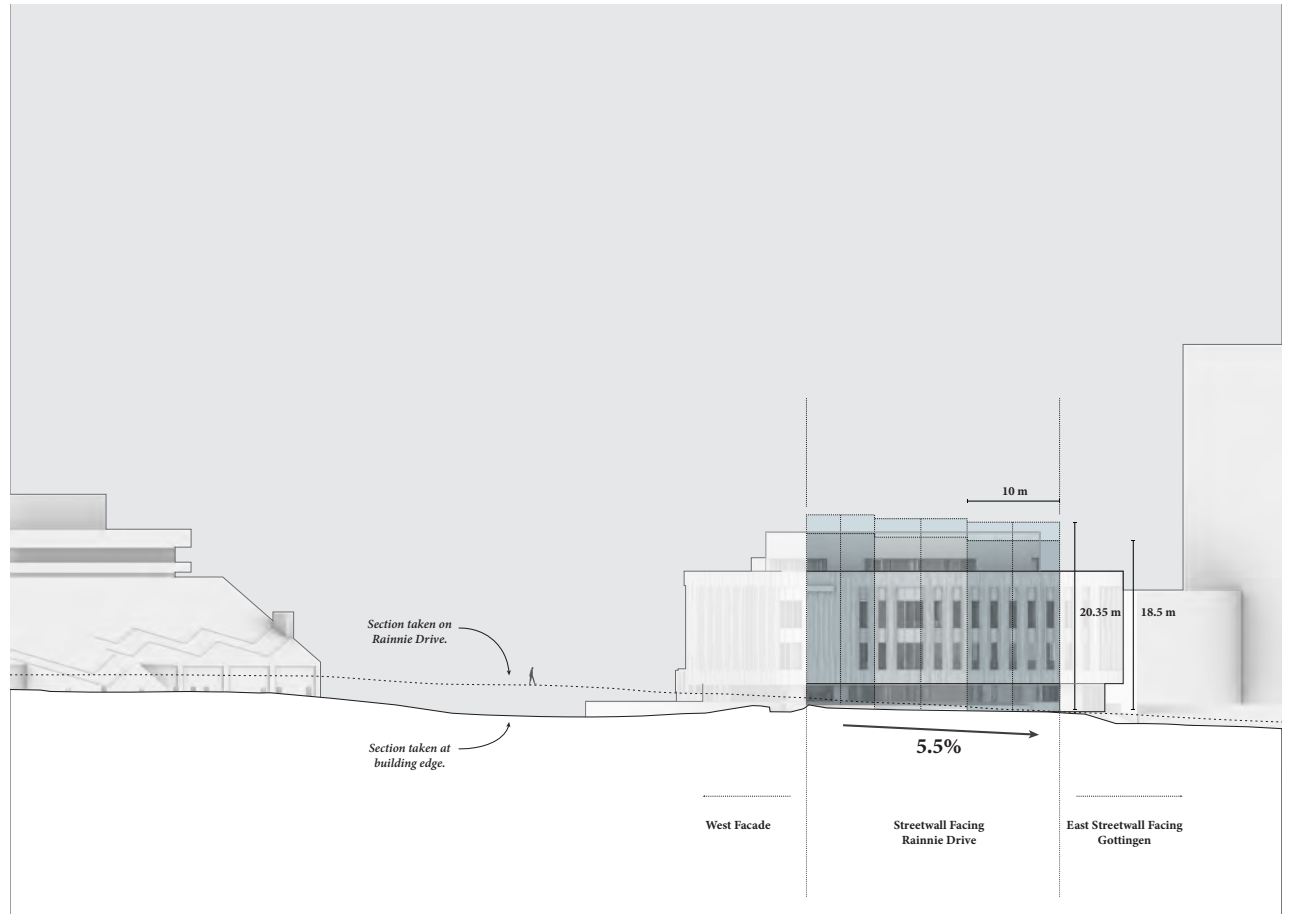 10 m
20.35 m
18.5 m
Section taken on
Rainnie Drive.
Section taken at
building edge.
5.5%
West Facade
Streetwall Facing
Rainnie Drive
East Streetwall Facing
Gottingen